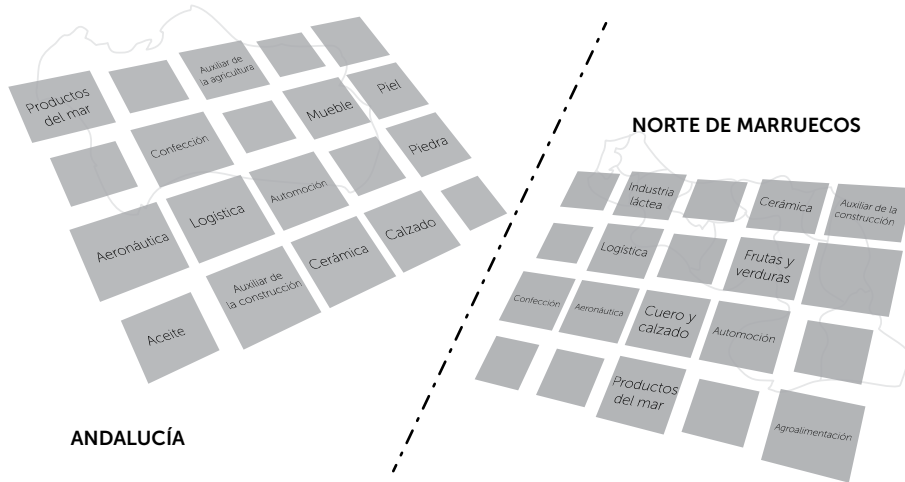 Productos
del mar
Auxiliar de
la agricultura
Confección
Mueble
Piel
Aeronáutica
Logística
Automoción
Piedra
Aceite
Auxiliar de
la construcción
Cerámica
Calzado
ANDALUCÍA
NORTE DE MARRUECOS
Industria
láctea
Cerámica
Auxiliar de la
construcción
Logística
Frutas y
verduras
Confección
Aeronáutica
Cuero y
calzado
Automoción
Productos
del mar
Agroalimentación